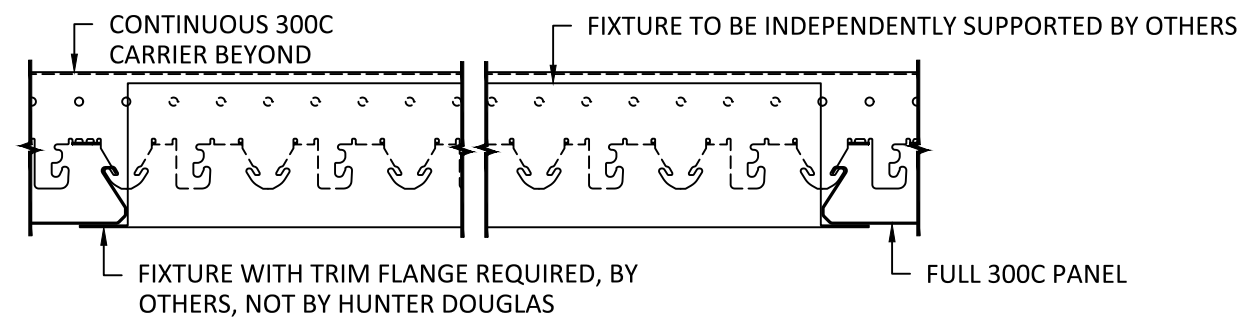 CONTINUOUS 300C
CARRIER BEYOND
FIXTURE TO BE INDEPENDENTLY SUPPORTED BY OTHERS
FIXTURE WITH TRIM FLANGE REQUIRED, BY
OTHERS, NOT BY HUNTER DOUGLAS
FULL 300C PANEL